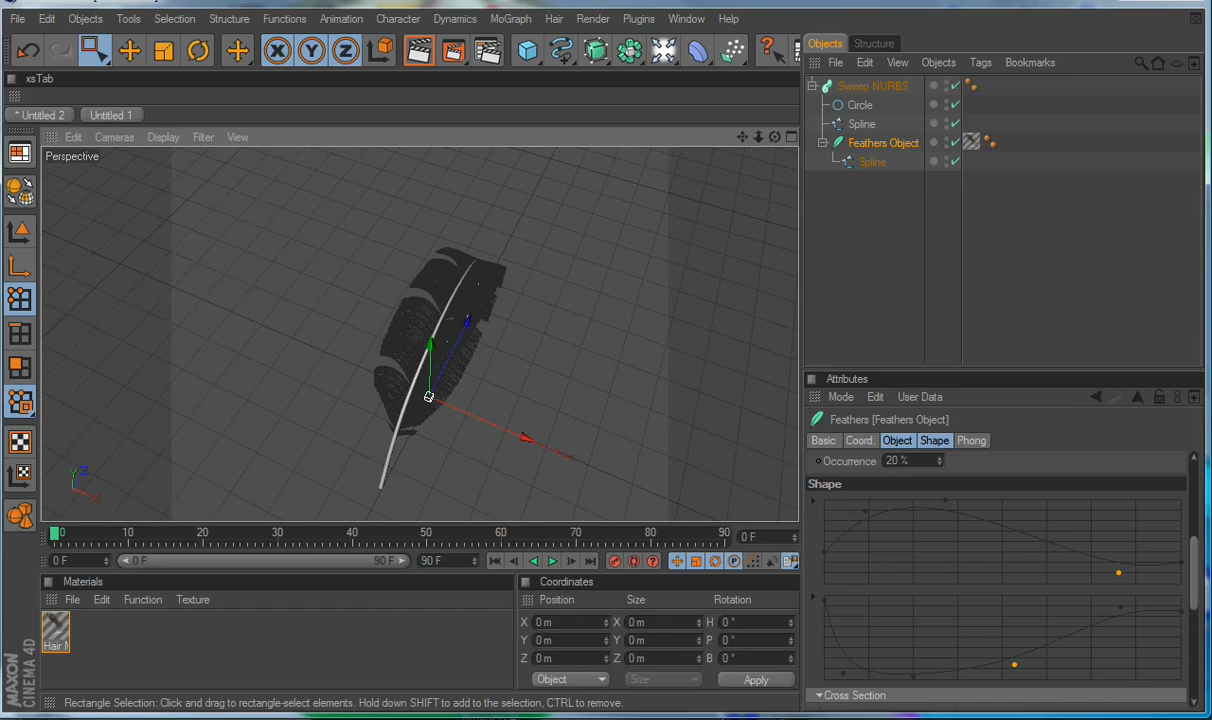 File Edit Objects Tools Selection Structure Functions Animation Character Dynamics MoGraph Hair Render Plugins Window Help
X Y Z
Objects Structure
File Edit View Objects Tags Bookmarks
xsTab
Sweep NURBS
Circle
Spline
Feathers Object
Spline
* Untitled 2 Untitled 1
Edit Cameras Display Filter View
Perspective
Y Z
X
0 10 20 30 40 50 60 70 80 90 0 F
0 F 0 F 90 F 90 F
P
Attributes
Mode Edit User Data
Feathers [Feathers Object]
Basic Coord. Object Shape Phong
Occurrence 20 %
Shape
Cross Section
Materials
File Edit Function Texture
Hair M
Coordinates
Position Size Rotation
X 0 m X 0 m H 0 °
Y 0 m Y 0 m P 0 °
Z 0 m Z 0 m B 0 °
Object Size Apply
MAXON
CINEMA 4D
Rectangle Selection: Click and drag to rectangle-select elements. Hold down SHIFT to add to the selection, CTRL to remove.